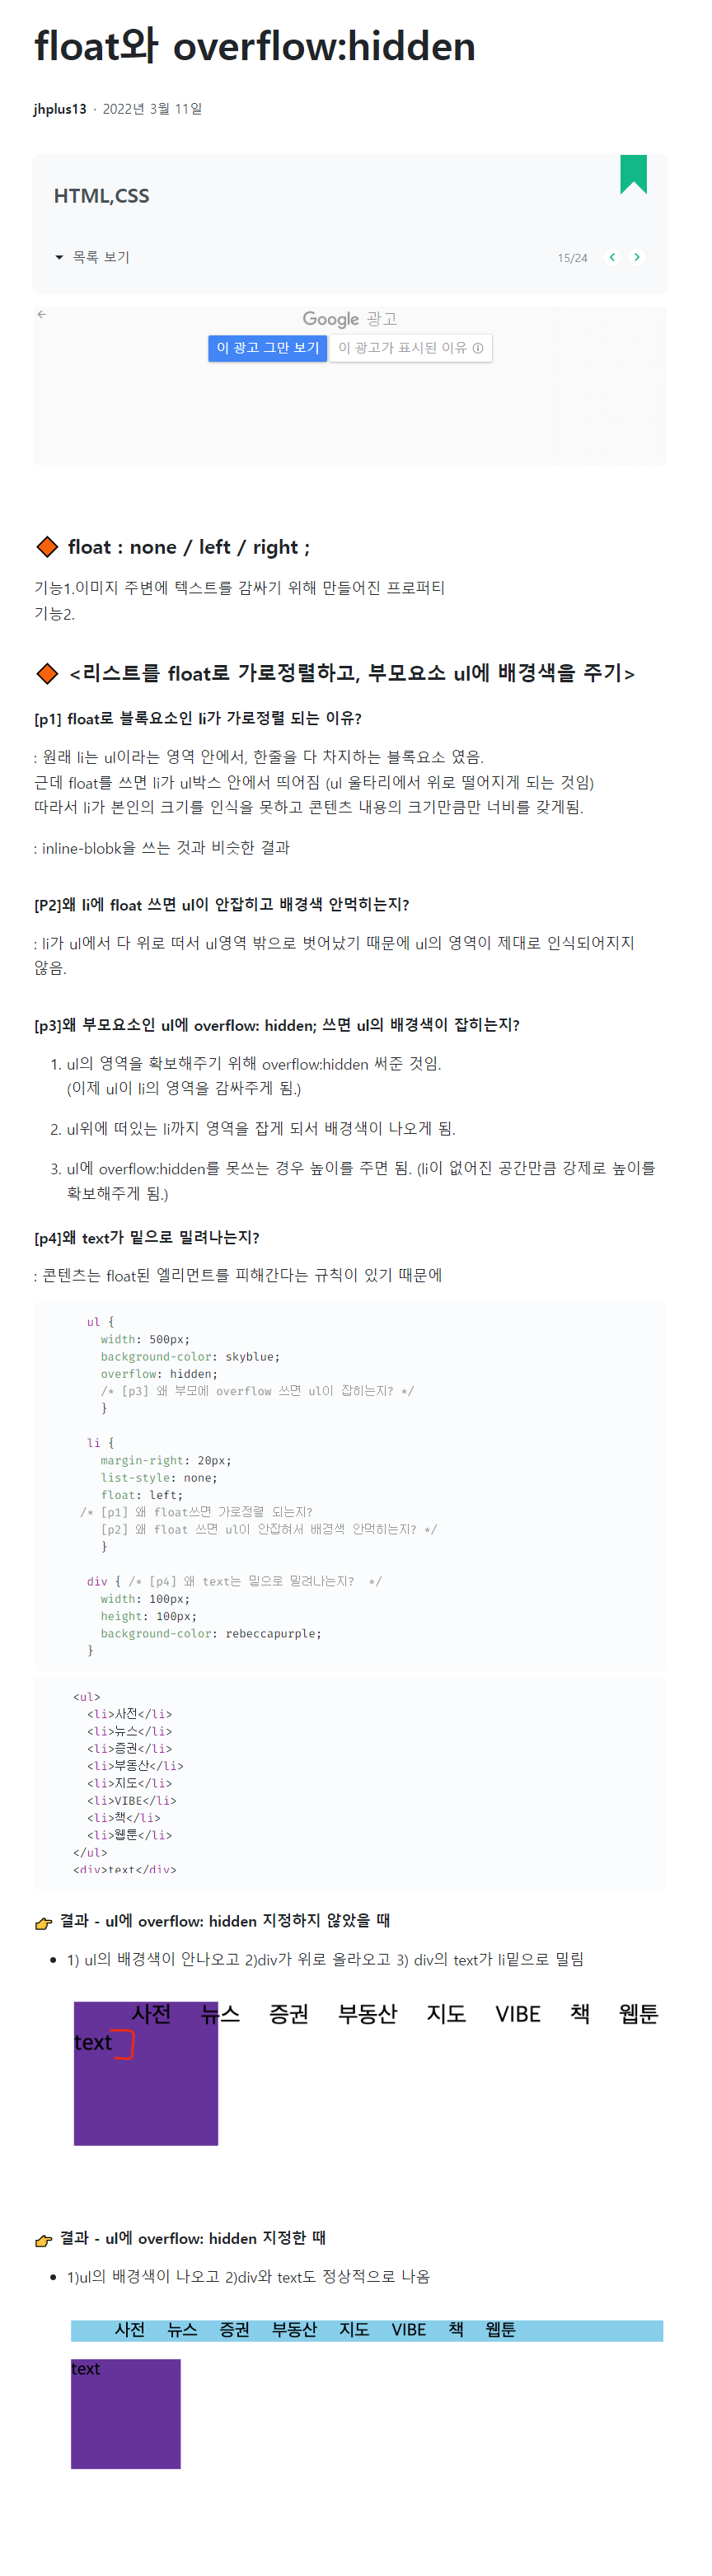 float와 overflow:hidden
jhplus13 · 2022년 3월 11일
HTML,CSS
목록 보기
15/24
Google 광고
이 광고 그만 보기
이 광고가 표시된 이유
float : none / left / right ;
기능1.이미지 주변에 텍스트를 감싸기 위해 만들어진 프로퍼티
기능2.
<리스트를 float로 가로정렬하고, 부모요소 ul에 배경색을 주기>
[p1] float로 블록요소인 li가 가로정렬 되는 이유?
: 원래 li는 ul이라는 영역 안에서, 한줄을 다 차지하는 블록요소 였음.
근데 float를 쓰면 li가 ul박스 안에서 띄어짐 (ul 울타리에서 위로 떨어지게 되는 것임)
따라서 li가 본인의 크기를 인식을 못하고 콘텐츠 내용의 크기만큼만 너비를 갖게됨.
: inline-blobk을 쓰는 것과 비슷한 결과
[P2]왜 li에 float 쓰면 ul이 안잡히고 배경색 안먹히는지?
: li가 ul에서 다 위로 떠서 ul영역 밖으로 벗어났기 때문에 ul의 영역이 제대로 인식되어지지
않음.
[p3]왜 부모요소인 ul에 overflow: hidden; 쓰면 ul의 배경색이 잡히는지?
1. ul의 영역을 확보해주기 위해 overflow:hidden 써준 것임.
(이제 ul이 li의 영역을 감싸주게 됨.)
2. ul위에 떠있는 li까지 영역을 잡게 되서 배경색이 나오게 됨.
3. ul에 overflow:hidden를 못쓰는 경우 높이를 주면 됨. (li이 없어진 공간만큼 강제로 높이를
확보해주게 됨.)
[p4]왜 text가 밑으로 밀려나는지?
: 콘텐츠는 float된 엘리먼트를 피해간다는 규칙이 있기 때문에
ul {
width: 500px;
background-color: skyblue;
overflow: hidden;
/* [p3] 왜 부모에 overflow 쓰면 ul이 잡히는지? */
}
li {
margin-right: 20px;
list-style: none;
float: left;
/* [p1] 왜 float쓰면 가로정렬 되는지?
[p2] 왜 float 쓰면 ul이 안잡혀서 배경색 안먹히는지? */
}
div { /* [p4] 왜 text는 밑으로 밀려나는지?  */
width: 100px;
height: 100px;
background-color: rebeccapurple;
}
<ul>
<li>사전</li>
<li>뉴스</li>
<li>증권</li>
<li>부동산</li>
<li>지도</li>
<li>VIBE</li>
<li>책</li>
<li>웹툰</li>
</ul>
<div>text</div>
👉 결과 - ul에 overflow: hidden 지정하지 않았을 때
1) ul의 배경색이 안나오고 2)div가 위로 올라오고 3) div의 text가 li밑으로 밀림
사전 뉴스 증권 부동산 지도 VIBE 책 웹툰
text
👉 결과 - ul에 overflow: hidden 지정한 때
1)ul의 배경색이 나오고 2)div와 text도 정상적으로 나옴
사전 뉴스 증권 부동산 지도 VIBE 책 웹툰
text